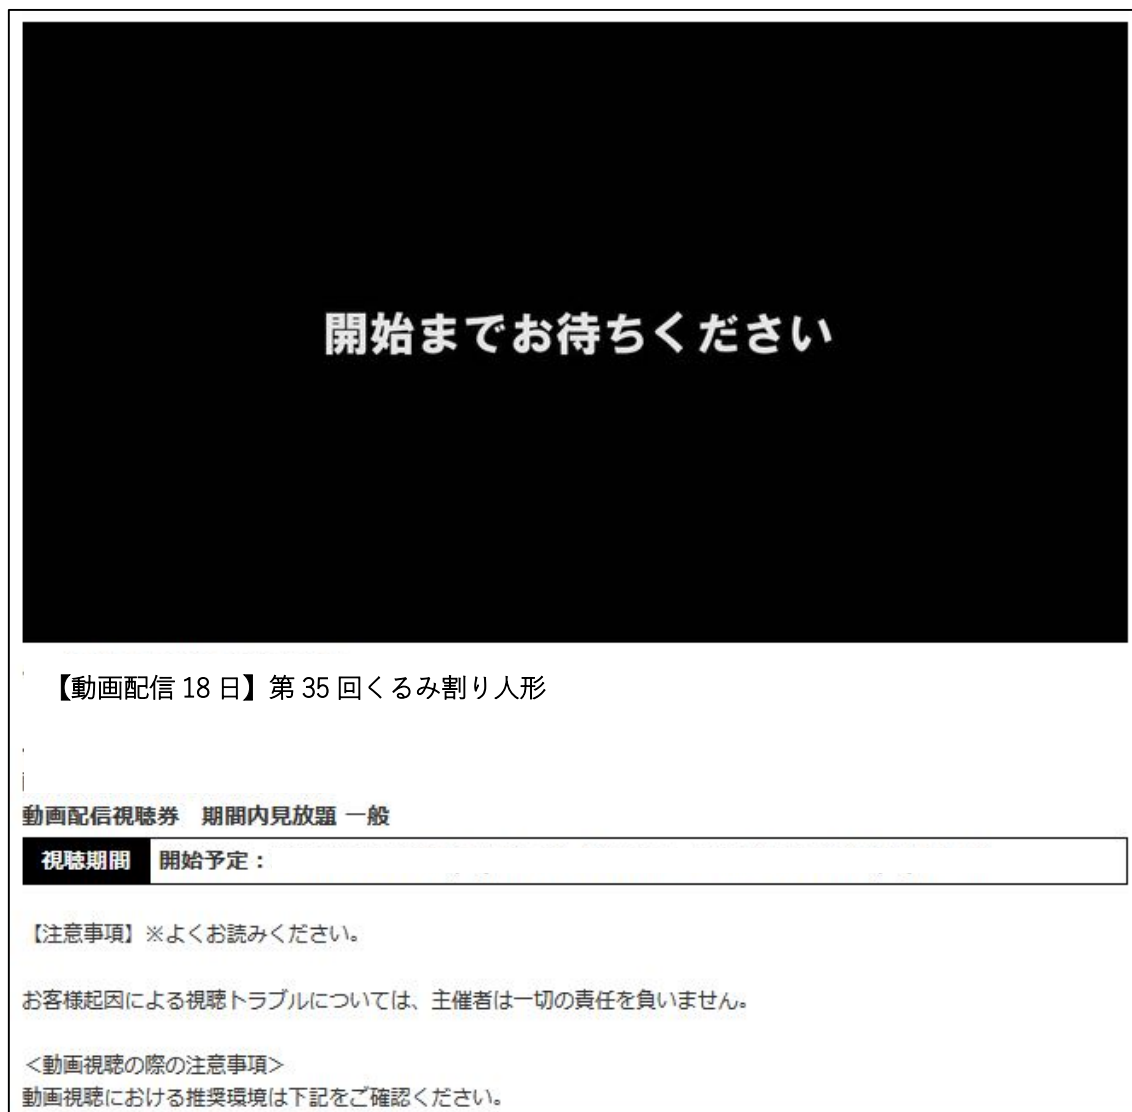 開始までお待ちください
【動画配信 18 日】第 35 回くるみ割り人形
動画配信視聴券　期間内見放題 一般
視聴期間 開始予定：
【注意事項】※よくお読みください。
お客様起因による視聴トラブルについては、主催者は一切の責任を負いません。
＜動画視聴の際の注意事項＞
動画視聴における推奨環境は下記をご確認ください。